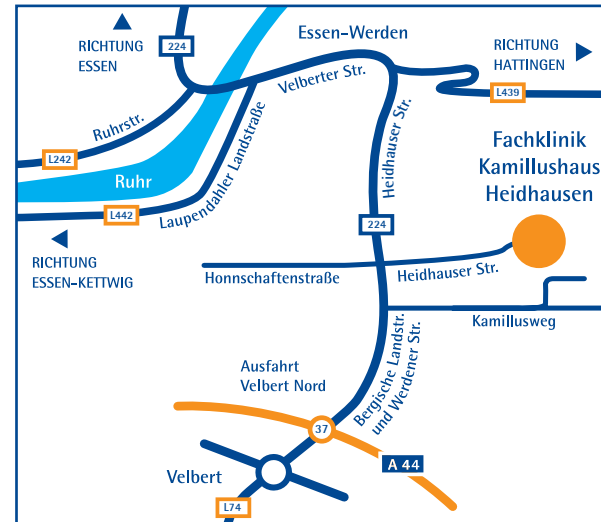 RICHTUNG
ESSEN
224
Essen-Werden
RICHTUNG
HATTINGEN
Velberter Str.
L439
Ruhrstr.
L242
Ruhr
Laupendahler Landstraße
L442
Heidhauser Str.
Fachklinik
Kamillushaus
Heidhausen
224
RICHTUNG
ESSEN-KETTWIG
Honnschaftenstraße
Heidhauser Str.
Kamillusweg
Bergische Landstr.
und Werdener Str.
Ausfahrt
Velbert Nord
37
A 44
Velbert
L74